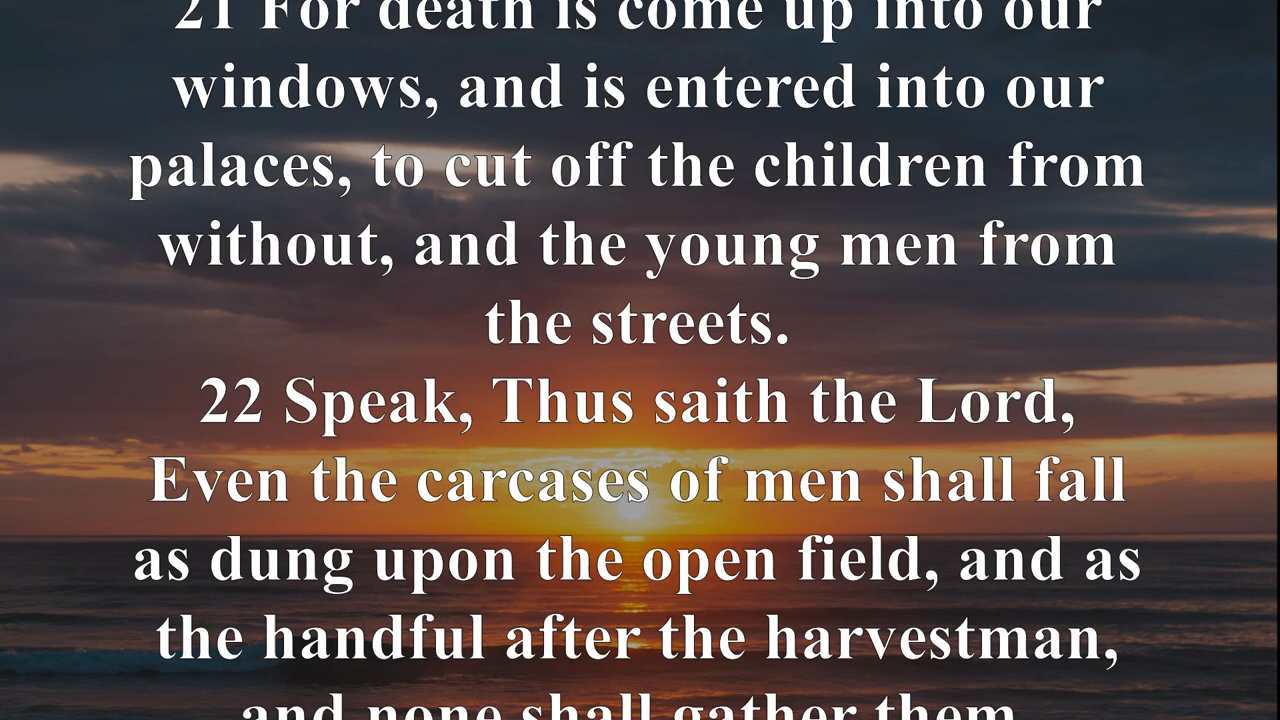 21 For death is come up into our
windows, and is entered into our
palaces, to cut off the children from
without, and the young men from
the streets.
22 Speak, Thus saith the Lord,
Even the carcases of men shall fall
as dung upon the open field, and as
the handful after the harvestman,
and none shall gather them.